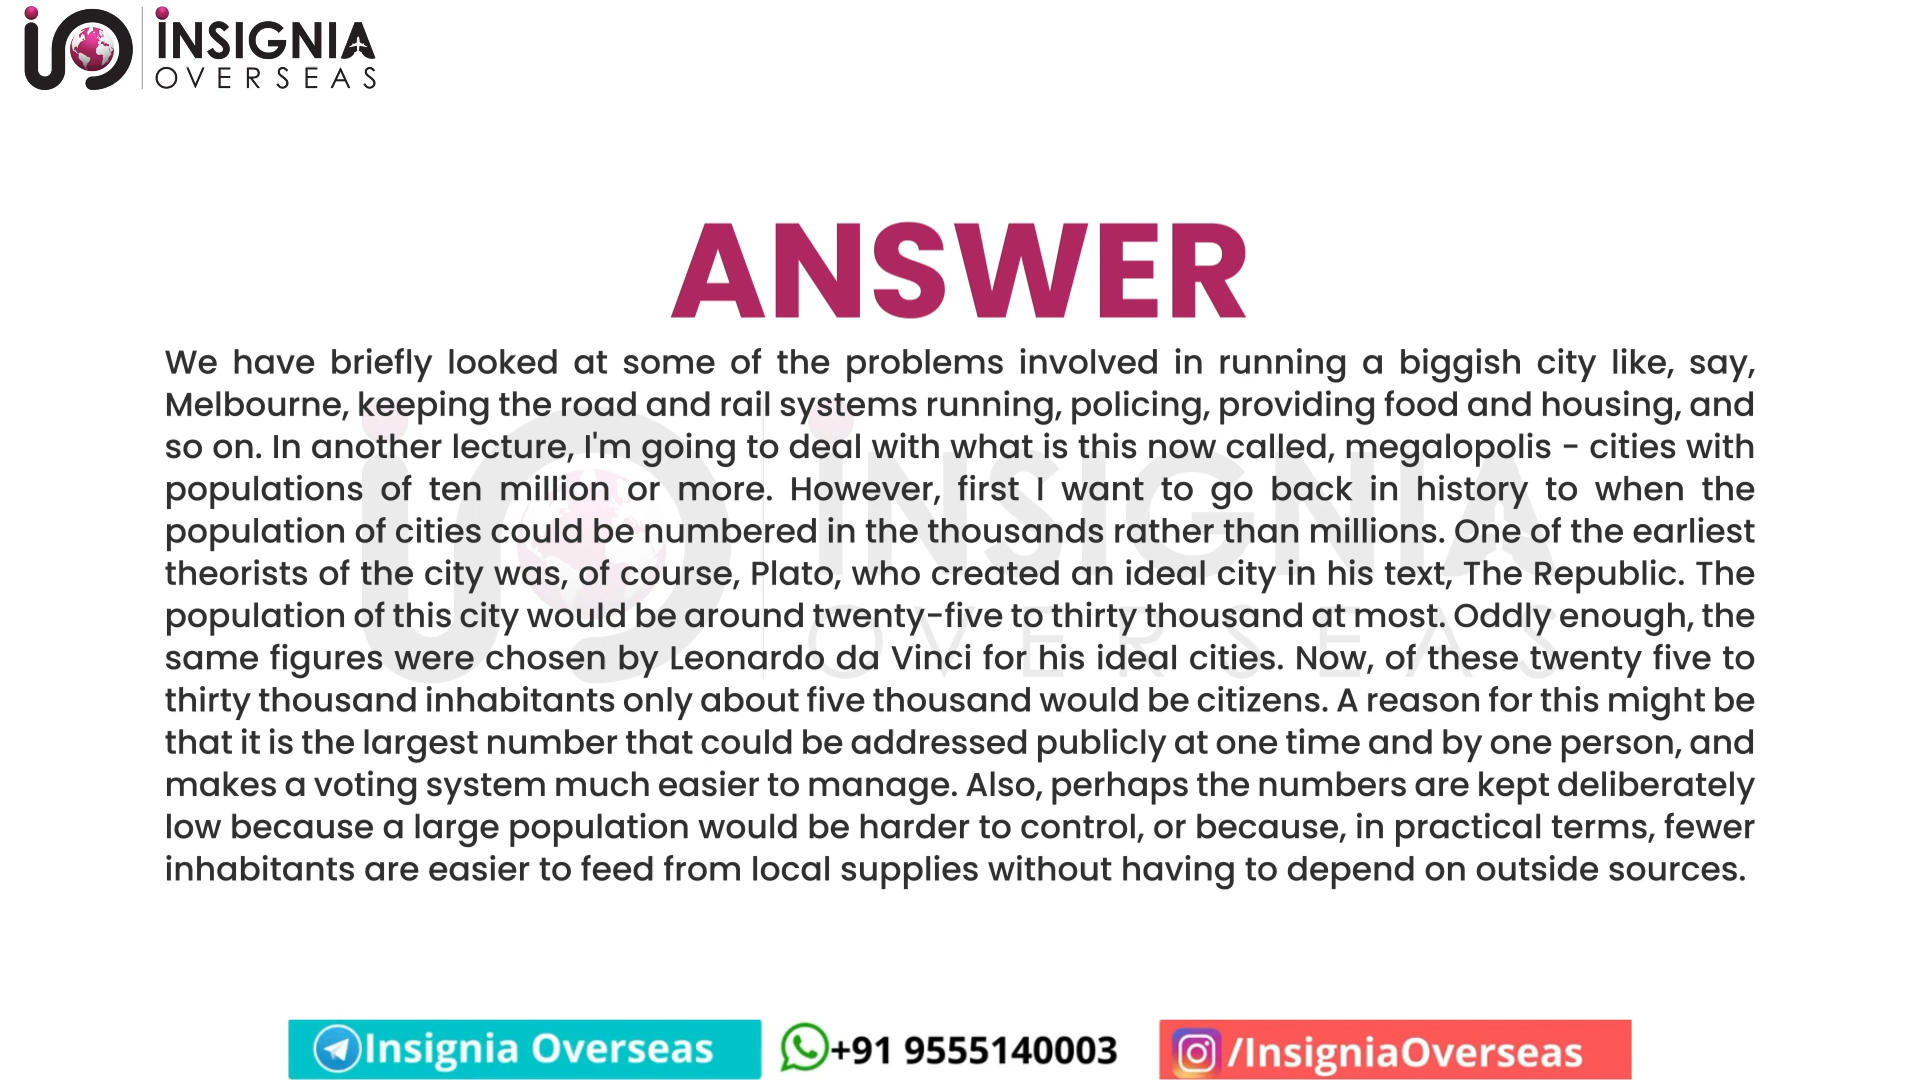 INSIGNIA
OVERSEAS
ANSWER
We have briefly looked at some of the problems involved in running a biggish city like, say,
Melbourne, keeping the road and rail systems running, policing, providing food and housing, and
so on. In another lecture, I'm going to deal with what is this now called, megalopolis - cities with
populations of ten million or more. However, first I want to go back in history to when the
population of cities could be numbered in the thousands rather than millions. One of the earliest
theorists of the city was, of course, Plato, who created an ideal city in his text, The Republic. The
population of this city would be around twenty-five to thirty thousand at most. Oddly enough, the
same figures were chosen by Leonardo da Vinci for his ideal cities. Now, of these twenty five to
thirty thousand inhabitants only about five thousand would be citizens. A reason for this might be
that it is the largest number that could be addressed publicly at one time and by one person, and
makes a voting system much easier to manage. Also, perhaps the numbers are kept deliberately
low because a large population would be harder to control, or because, in practical terms, fewer
inhabitants are easier to feed from local supplies without having to depend on outside sources.
INSIGNIA
OVERSEAS
Insignia Overseas
+91 9555140003
/InsigniaOverseas